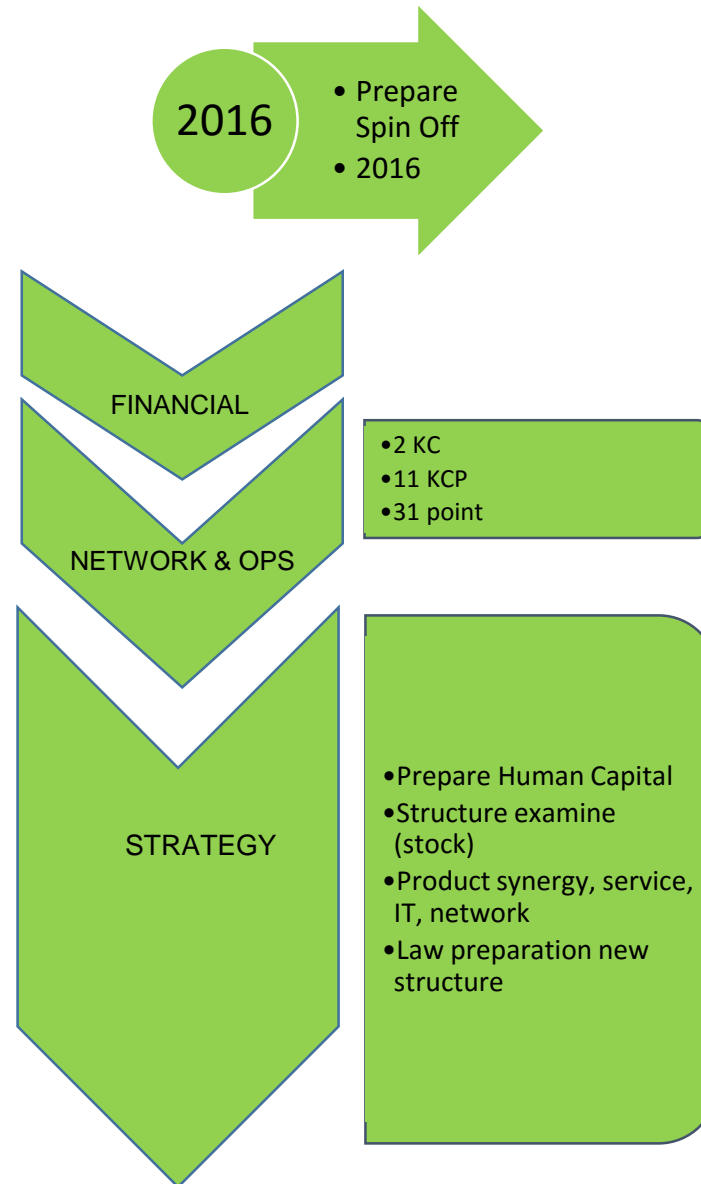 2016
• Prepare
Spin Off
• 2016
FINANCIAL
•2 KC
•11 KCP
•31 point
NETWORK & OPS
STRATEGY
•Prepare Human Capital
•Structure examine
(stock)
•Product synergy, service,
IT, network
•Law preparation new
structure